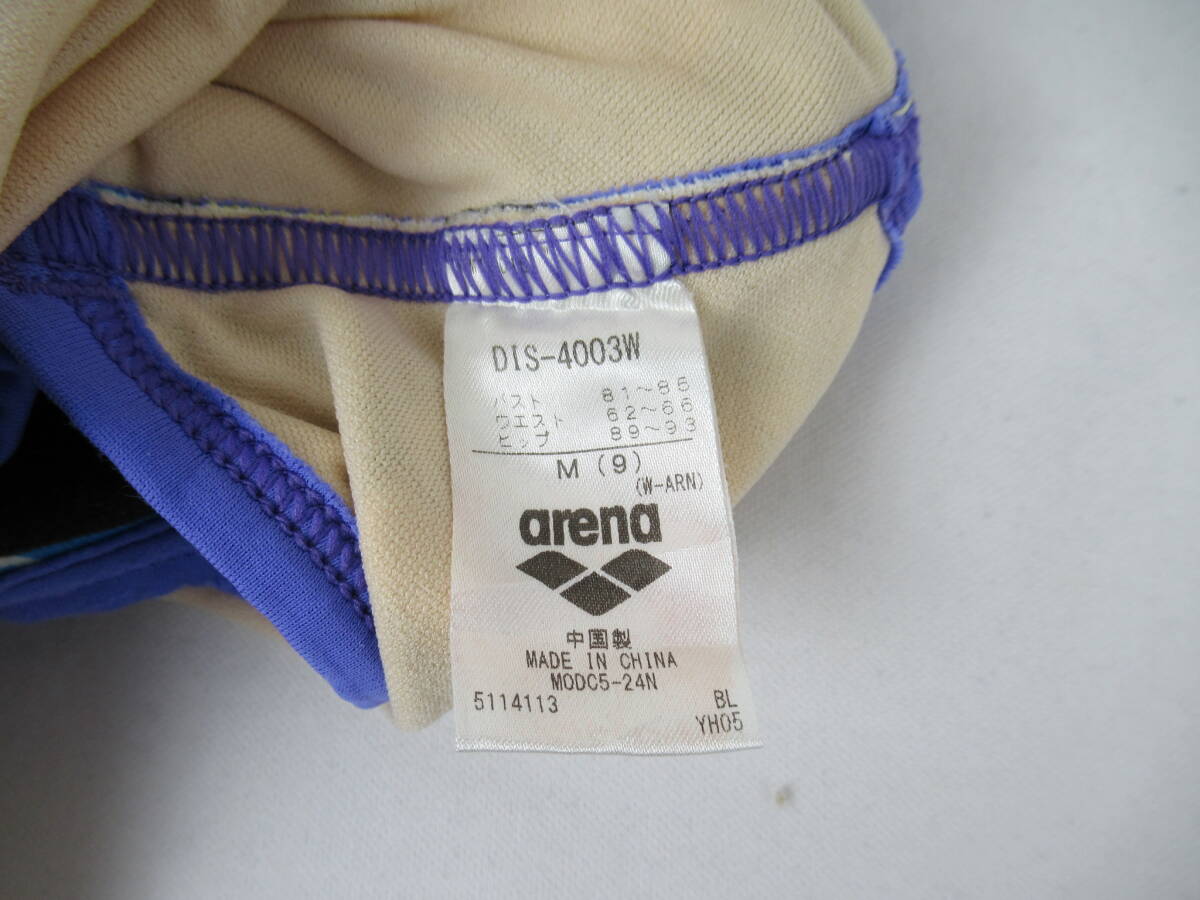 DIS-4003W
バスト 81～85
ウエスト 62～66
ヒップ 89～93
M (9)
(W-ARN)
arena
中国製
MADE IN CHINA
MODC5-24N
5114113 BL
YH05